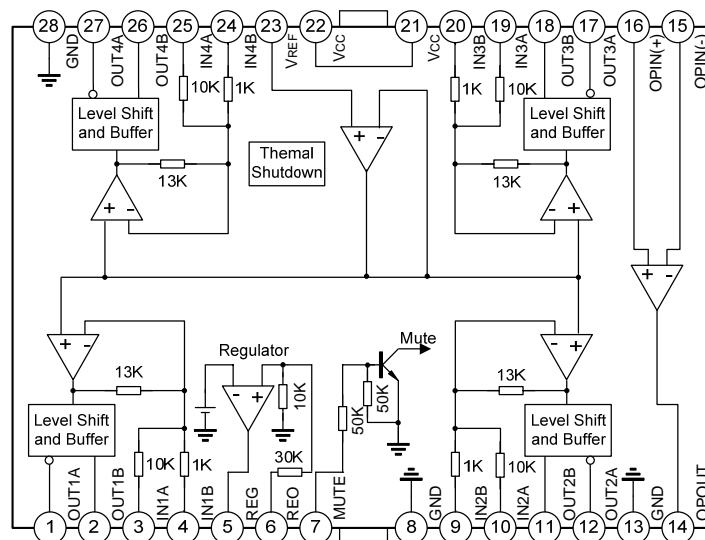 28 27 26 25 24 23 22 21 20 19 18 17 16 15
GND OUT4A OUT4B IN4A IN4B VREF VCC VCC IN3B IN3A OUT3B OUT3A OPIN(+) OPIN(-)
10K 1K 1K 10K
Level Shift
and Buffer
Level Shift
and Buffer
+ -
Themal
Shutdown
13K 13K
+ - - +
+ -
+ - - +
Regulator
Mute
13K 13K
- +
10K
50K
50K
Level Shift
and Buffer
Level Shift
and Buffer
10K 1K 30K 1K 10K
OUT1A OUT1B IN1A IN1B REG REO MUTE GND IN2B IN2A OUT2B OUT2A GND OPOUT
1 2 3 4 5 6 7 8 9 10 11 12 13 14